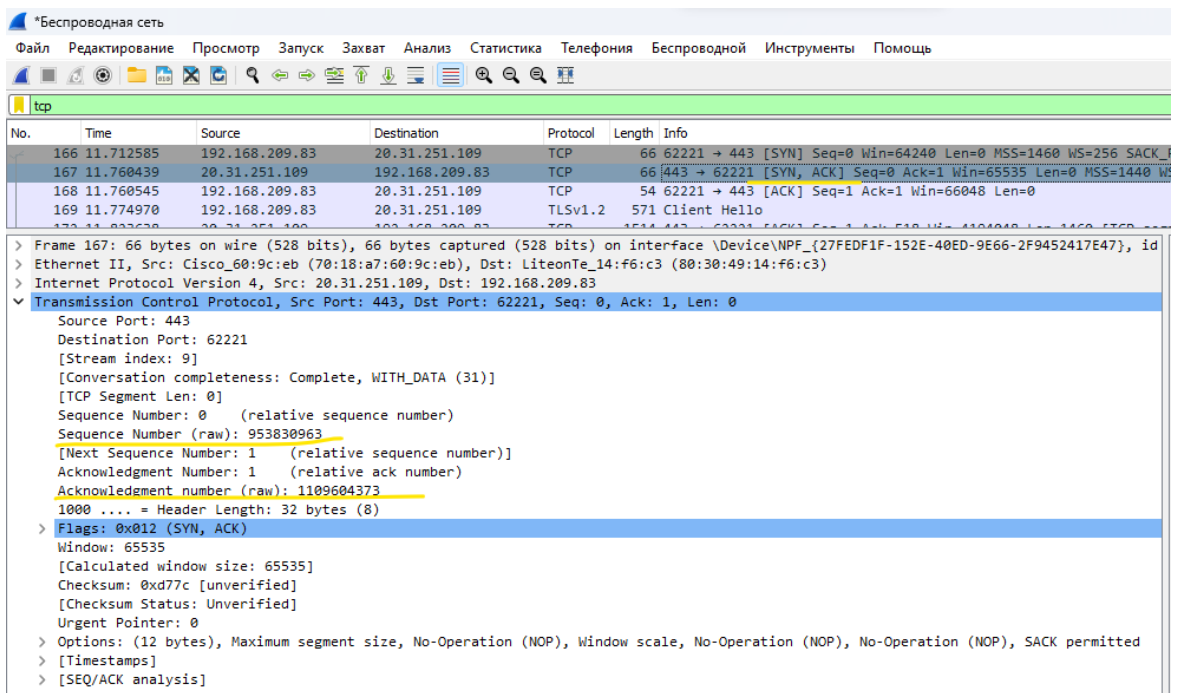 *Беспроводная сеть
Файл Редактирование Просмотр Запуск Захват Анализ Статистика Телефония Беспроводной Инструменты Помощь
tcp
No. Time Source Destination Protocol Length Info
166 11.712585 192.168.209.83 20.31.251.109 TCP 66 62221 → 443 [SYN] Seq=0 Win=64240 Len=0 MSS=1460 WS=256
167 11.760439 20.31.251.109 192.168.209.83 TCP 66 443 → 62221 [SYN, ACK] Seq=0 Ack=1 Win=65535 Len=0 MSS=1440
168 11.760545 192.168.209.83 20.31.251.109 TCP 54 62221 → 443 [ACK] Seq=1 Ack=1 Win=66048 Len=0
169 11.774970 192.168.209.83 20.31.251.109 TLSv1.2 571 Client Hello
> Frame 167: 66 bytes on wire (528 bits), 66 bytes captured (528 bits) on interface \Device\NPF_{27FEDF1F-152E-40ED-9E66-2F9452417E47}, id
> Ethernet II, Src: Cisco_60:9c:eb (70:18:a7:60:9c:eb), Dst: LiteonTe_14:f6:c3 (80:30:49:14:f6:c3)
> Internet Protocol Version 4, Src: 20.31.251.109, Dst: 192.168.209.83
Transmission Control Protocol, Src Port: 443, Dst Port: 62221, Seq: 0, Ack: 1, Len: 0
Source Port: 443
Destination Port: 62221
[Stream index: 9]
[Conversation completeness: Complete, WITH_DATA (31)]
[TCP Segment Len: 0]
Sequence Number: 0 (relative sequence number)
Sequence Number (raw): 953830963
[Next Sequence Number: 1 (relative sequence number)]
Acknowledgment Number: 1 (relative ack number)
Acknowledgment number (raw): 1109604373
1000 .... = Header Length: 32 bytes (8)
> Flags: 0x012 (SYN, ACK)
Window: 65535
[Calculated window size: 65535]
Checksum: 0xd77c [unverified]
[Checksum Status: Unverified]
Urgent Pointer: 0
> Options: (12 bytes), Maximum segment size, No-Operation (NOP), Window scale, No-Operation (NOP), No-Operation (NOP), SACK permitted
> [Timestamps]
> [SEQ/ACK analysis]